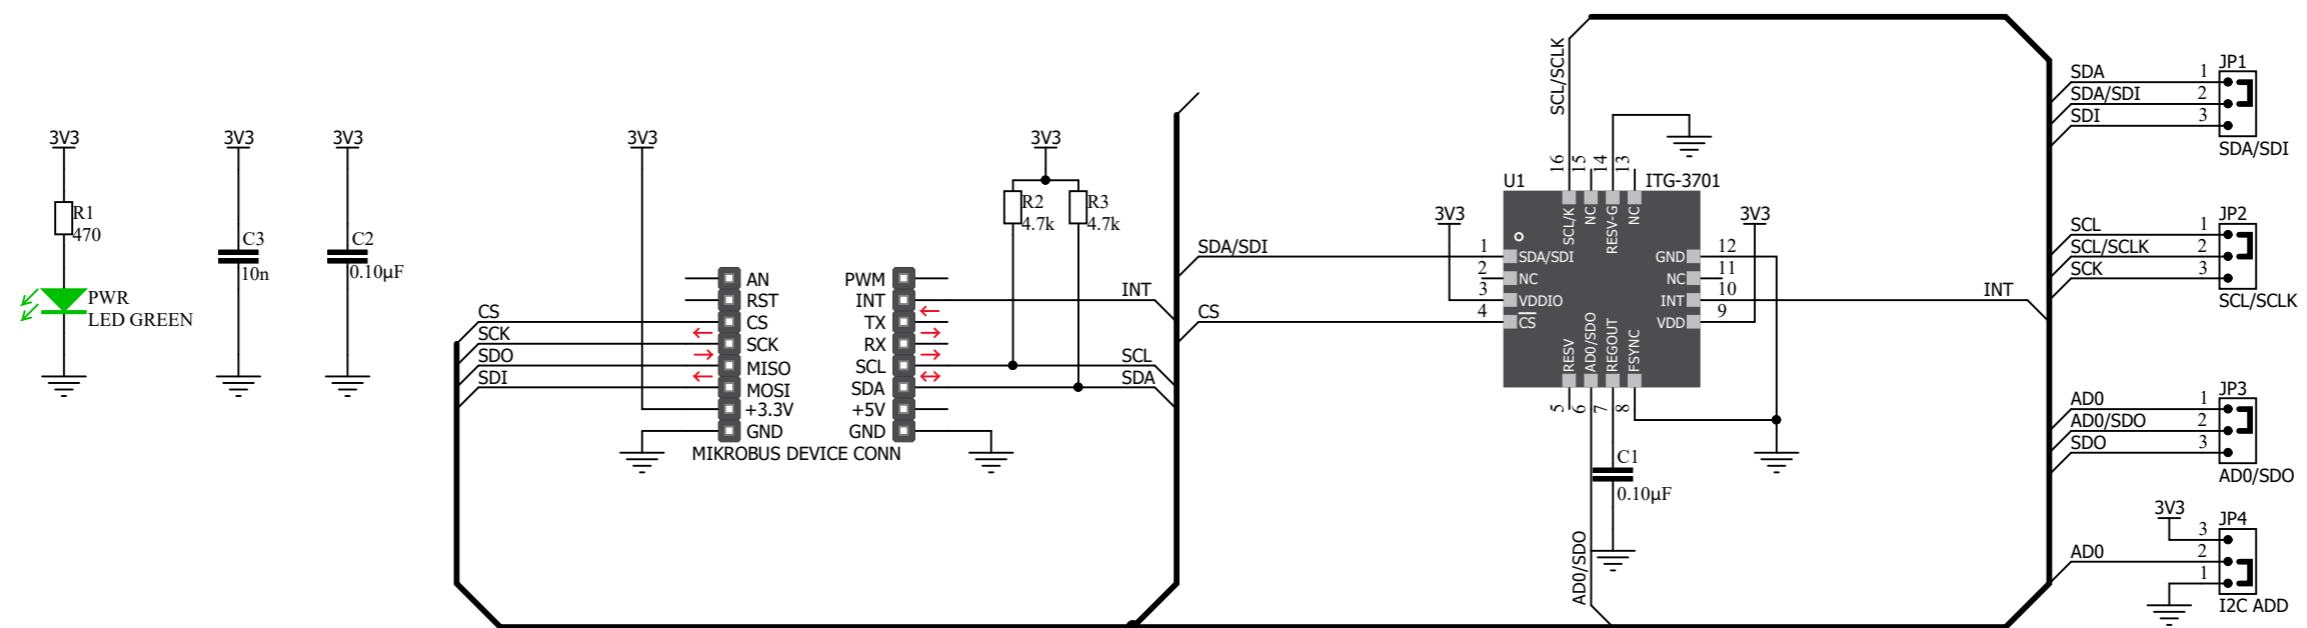 3V3
R1
470
PWR
LED GREEN
3V3
C3
10n
3V3
C2
0.10µF
CS
SCK
SDO
SDI
3V3
AN
RST
CS
SCK
MISO
MOSI
+3.3V
GND
PWM
INT
TX
RX
SCL
SDA
+5V
GND
MIKROBUS DEVICE CONN
3V3
R2
4.7k
R3
4.7k
INT
SCL
SDA
SDA/SDI
CS
3V3
SCL/SCLK
U1
ITG-3701
16
15
14
13
SCL/K
NC
RESV-G
NC
1
2
3
4
SDA/SDI
NC
VDDIO
CS
GND
NC
INT
VDD
12
11
10
9
3V3
RESV
AD0/SDO
REGOUT
FSYNC
5
6
7
8
C1
0.10µF
AD0/SDO
INT
JP1
SDA 1
SDA/SDI 2
SDI 3
SDA/SDI
JP2
SCL 1
SCL/SCLK 2
SCK 3
SCL/SCLK
JP3
AD0 1
AD0/SDO 2
SDO 3
AD0/SDO
3V3
JP4
3
AD0 2
1
I2C ADD